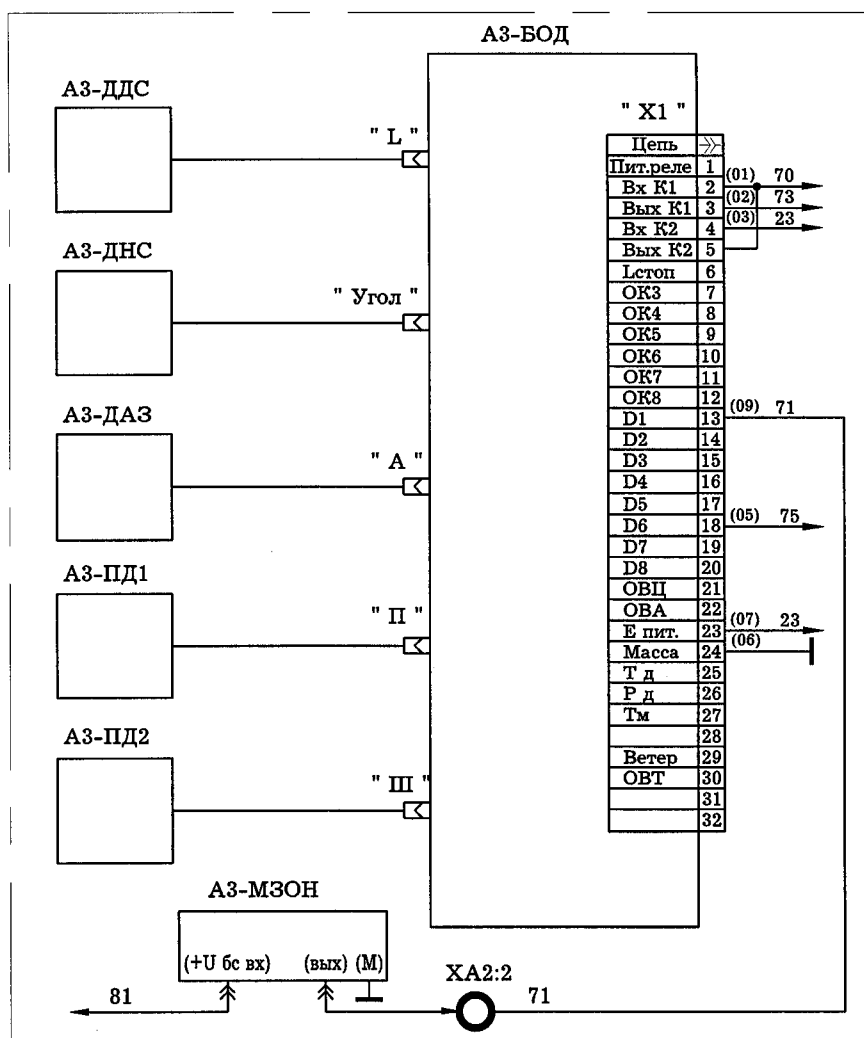 А3-БОД
А3-ДДС
" L "
" X1 "
Цепь
Пит.реле 1
Вх К1 2 (01) 70
Вых К1 3 (02) 73
Вх К2 4 (03) 23
Вых К2 5
Lстоп 6
ОК3 7
ОК4 8
ОК5 9
ОК6 10
ОК7 11
ОК8 12
D1 13 (09) 71
D2 14
D3 15
D4 16
D5 17
D6 18 (05) 75
D7 19
D8 20
ОВЦ 21
ОВА 22
Е пит. 23 (07) 23
Масса 24 (06)
Т д 25
Р д 26
Тм 27
28
Ветер 29
ОВТ 30
31
32
А3-ДНС
" Угол "
А3-ДАЗ
" А "
А3-ПД1
" П "
А3-ПД2
" Ш "
А3-МЗОН
(+U бс вх) (вых) (М)
81
ХА2:2
71